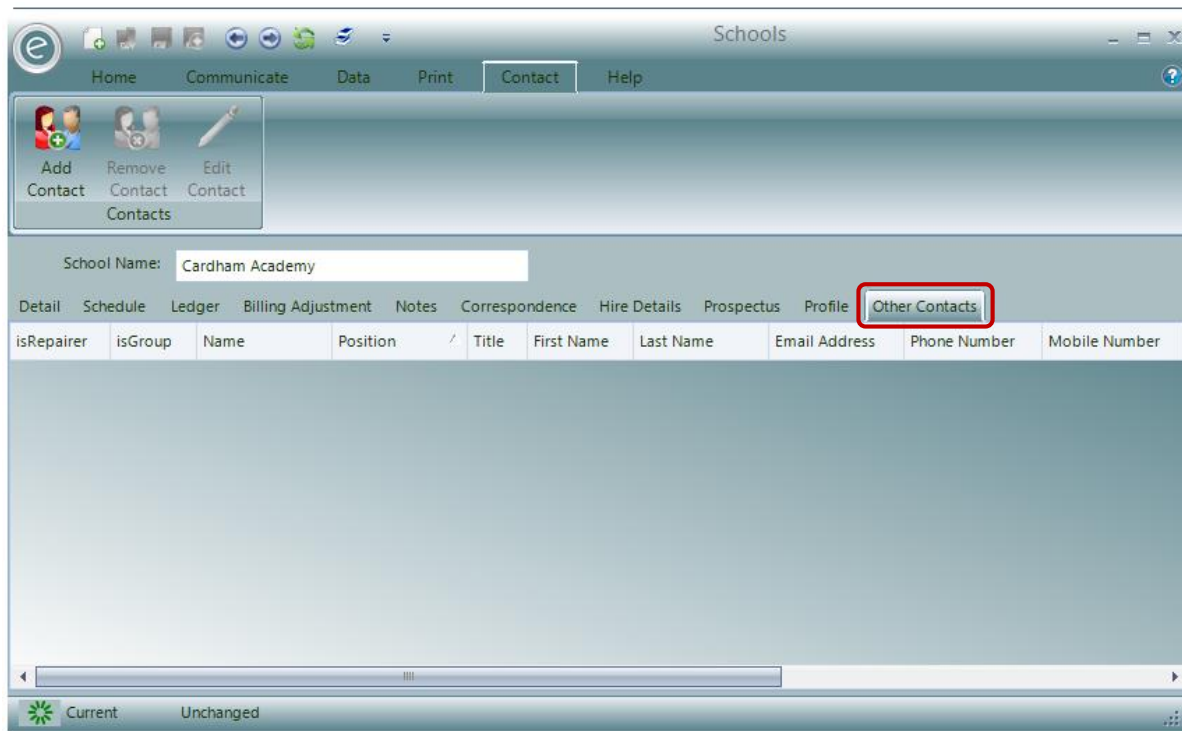 Schools
e
Home Communicate Data Print Contact Help
Add Contact
Remove Contact
Edit Contact
Contacts
School Name: Cardham Academy
Detail Schedule Ledger Billing Adjustment Notes Correspondence Hire Details Prospectus Profile Other Contacts
isRepairer isGroup Name Position Title First Name Last Name Email Address Phone Number Mobile Number
Current Unchanged